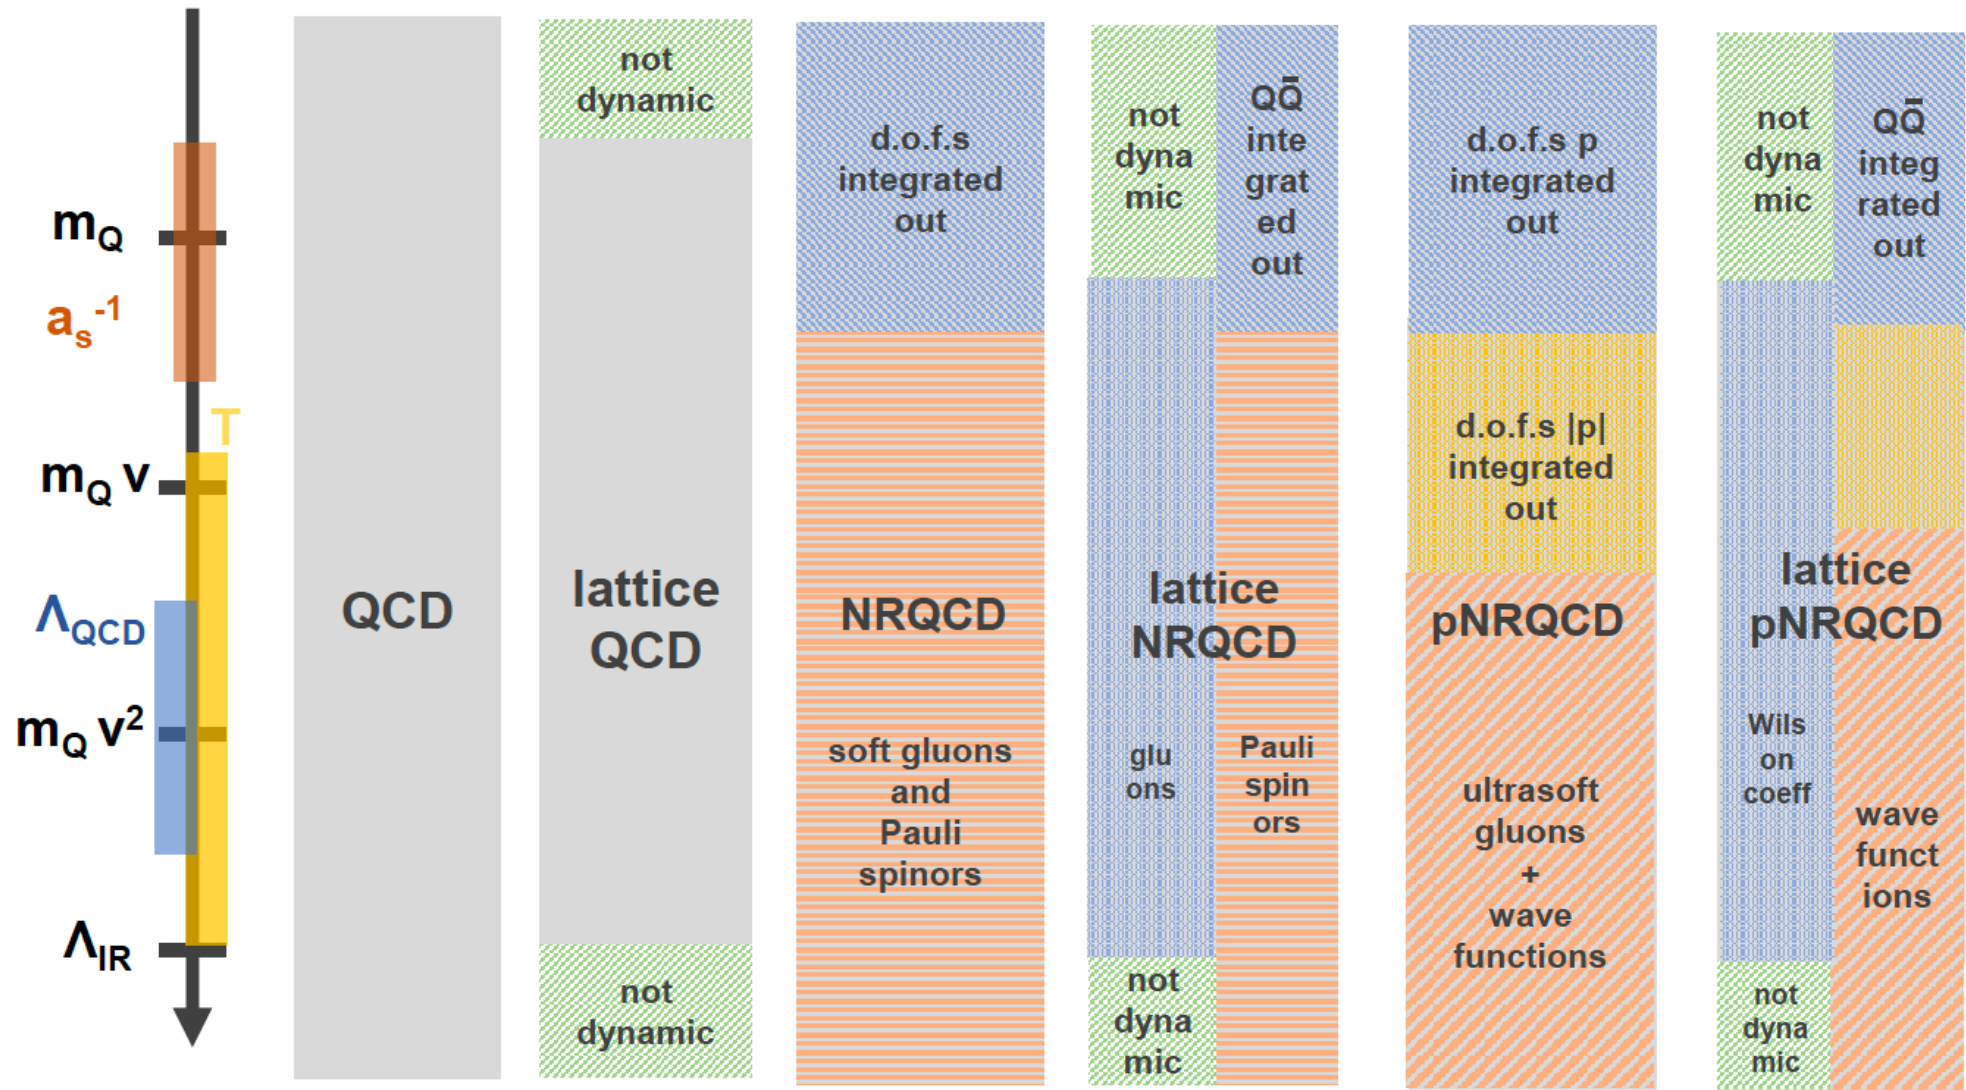 m_Q
a_s^-1
T
m_Q v
Λ_QCD
m_Q v^2
Λ_IR
QCD
not
dynamic
lattice
QCD
not
dynamic
d.o.f.s
integrated
out
NRQCD
soft gluons
and
Pauli
spinors
not
dyna
mic
QQ̄
inte
grat
ed
out
lattice
NRQCD
glu
ons
Pauli
spin
ors
not
dyna
mic
d.o.f.s p
integrated
out
d.o.f.s |p|
integrated
out
pNRQCD
ultrasoft
gluons
+
wave
functions
not
dyna
mic
QQ̄
integ
rated
out
lattice
pNRQCD
Wils
on
coeff
wave
funct
ions
not
dyna
mic